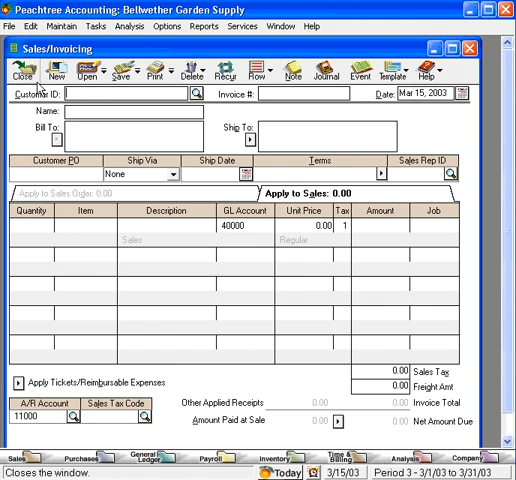 Peachtree Accounting: Bellwether Garden Supply
File Edit Maintain Tasks Analysis Options Reports Services Window Help
Sales/Invoicing
Close New Open Save Print Delete Recur Row Note Journal Event Template Help
Customer ID: Invoice #: Date: Mar 15, 2003
Name:
Bill To: Ship To:
Customer PO Ship Via Ship Date Terms Sales Rep ID
None
Apply to Sales Order: 0.00 Apply to Sales: 0.00
Quantity Item Description GL Account Unit Price Tax Amount Job
40000 0.00 1
Sales Regular
0.00 Sales Tax
Apply Tickets/Reimbursable Expenses 0.00 Freight Amt
A/R Account Sales Tax Code Other Applied Receipts 0.00 0.00 Invoice Total
11000 Amount Paid at Sale 0.00 0.00 Net Amount Due
Sales Purchases General Ledger Payroll Inventory Time & Billing Analysis Company
Closes the window. Today 3/15/03 Period 3 - 3/1/03 to 3/31/03